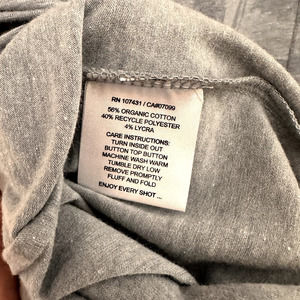 RN 107431 / CA#07099
56% ORGANIC COTTON
40% RECYCLE POLYESTER
4% LYCRA
CARE INSTRUCTIONS:
TURN INSIDE OUT
BUTTON TOP BUTTON
MACHINE WASH WARM
TUMBLE DRY LOW
REMOVE PROMPTLY
FLUFF AND FOLD
ENJOY EVERY SHOT ...